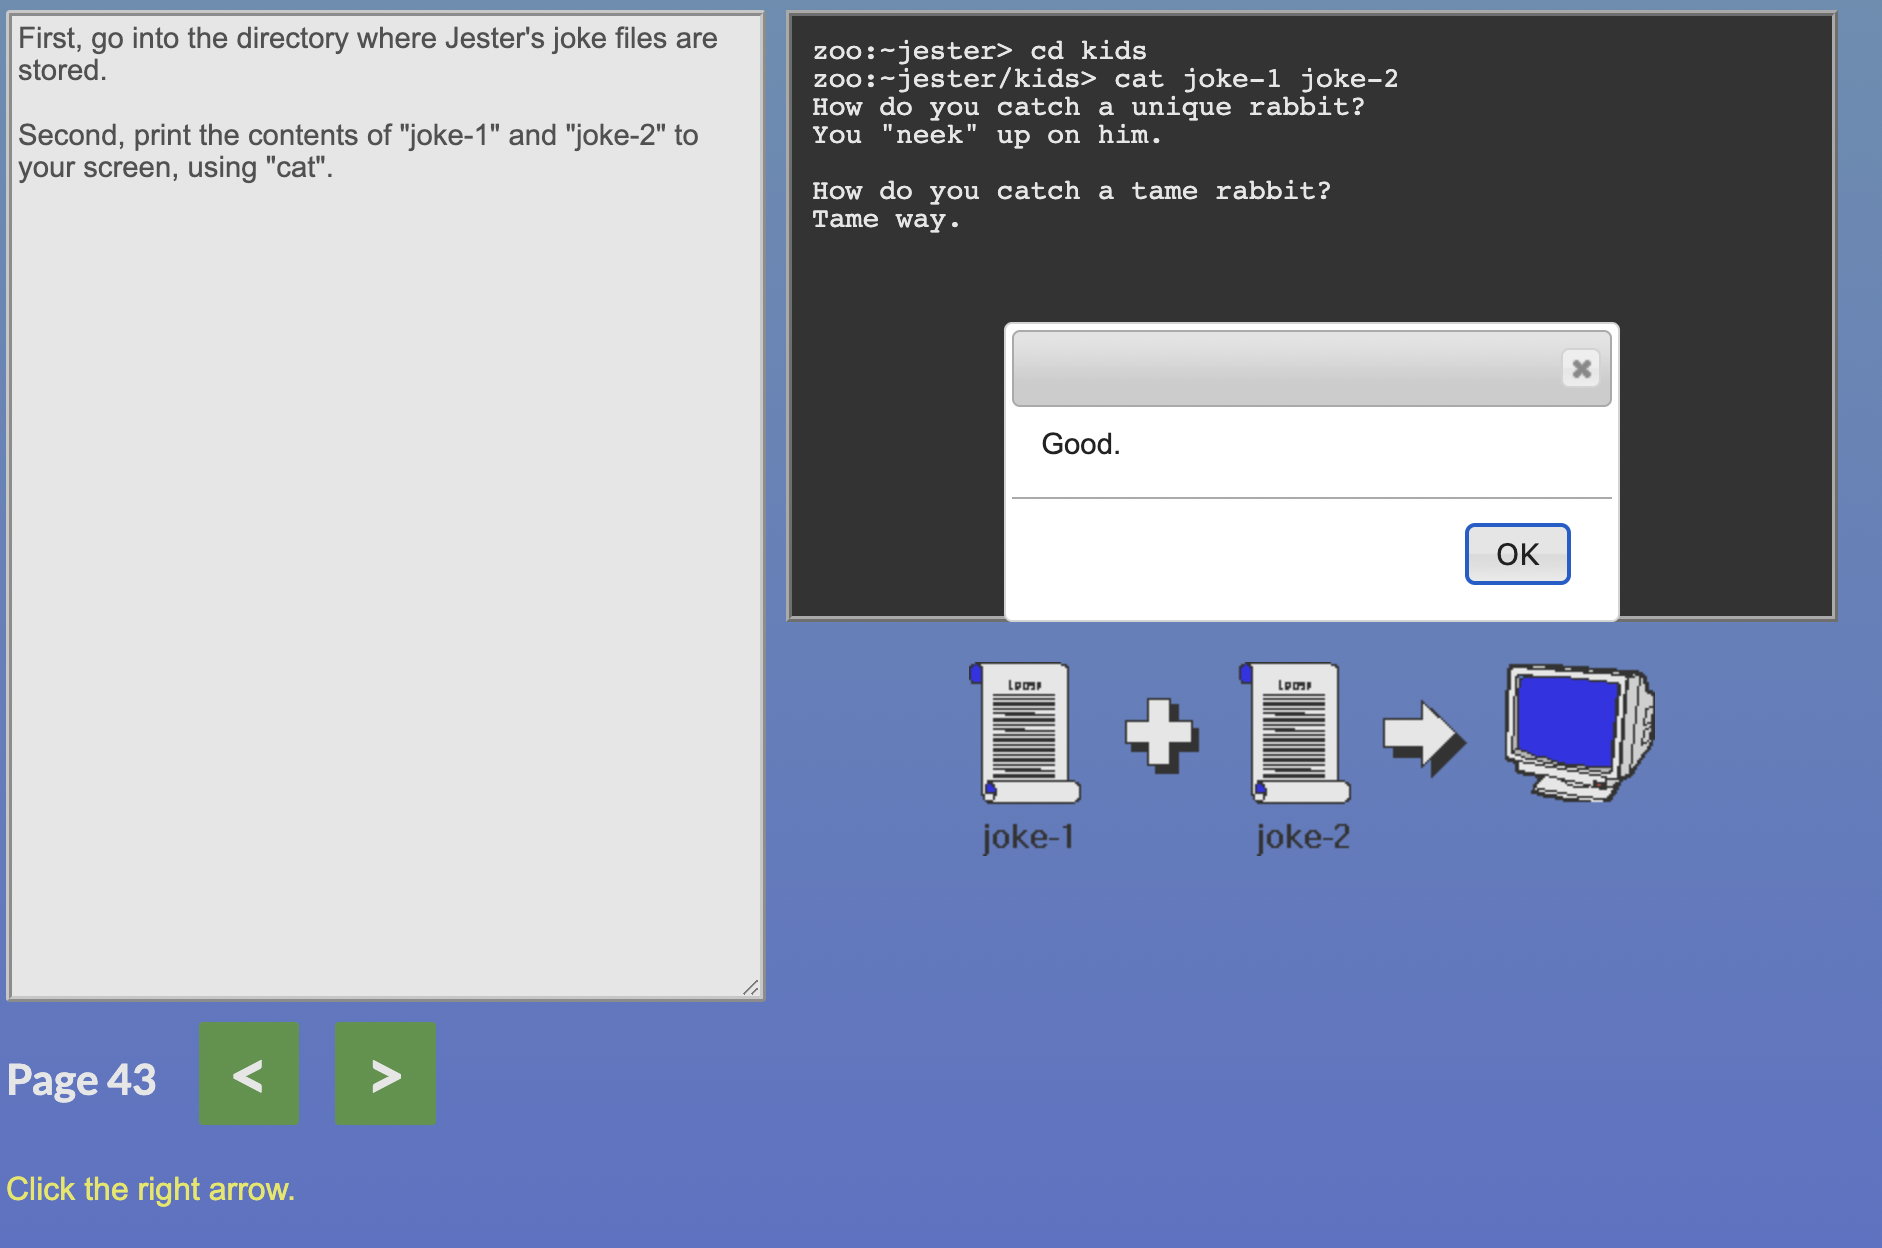 First, go into the directory where Jester's joke files are
stored.
Second, print the contents of "joke-1" and "joke-2" to
your screen, using "cat".
zoo:~jester> cd kids
zoo:~jester/kids> cat joke-1 joke-2
How do you catch a unique rabbit?
You "neek" up on him.
How do you catch a tame rabbit?
Tame way.
Good.
OK
joke-1
joke-2
Page 43
<
>
Click the right arrow.